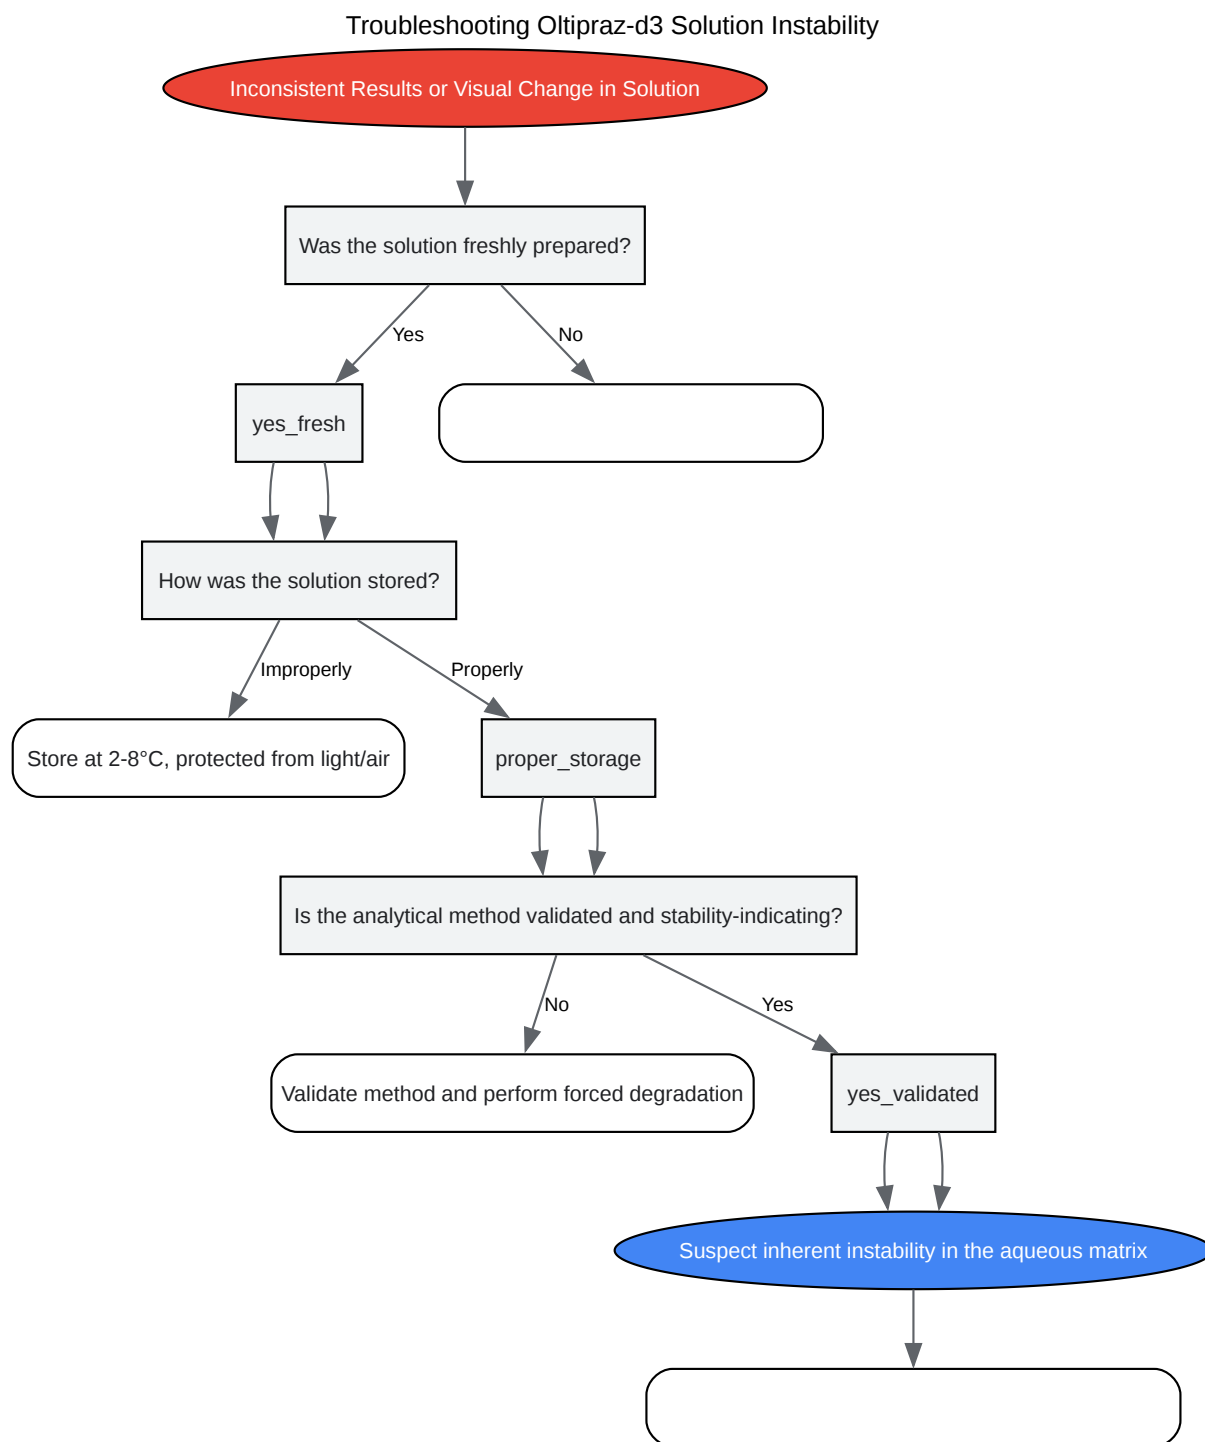 Troubleshooting Oltipraz-d3 Solution Instability
Inconsistent Results or Visual Change in Solution
Was the solution freshly prepared?
Yes
No
yes_fresh
How was the solution stored?
Improperly
Properly
Store at 2-8°C, protected from light/air
proper_storage
Is the analytical method validated and stability-indicating?
No
Yes
Validate method and perform forced degradation
yes_validated
Suspect inherent instability in the aqueous matrix